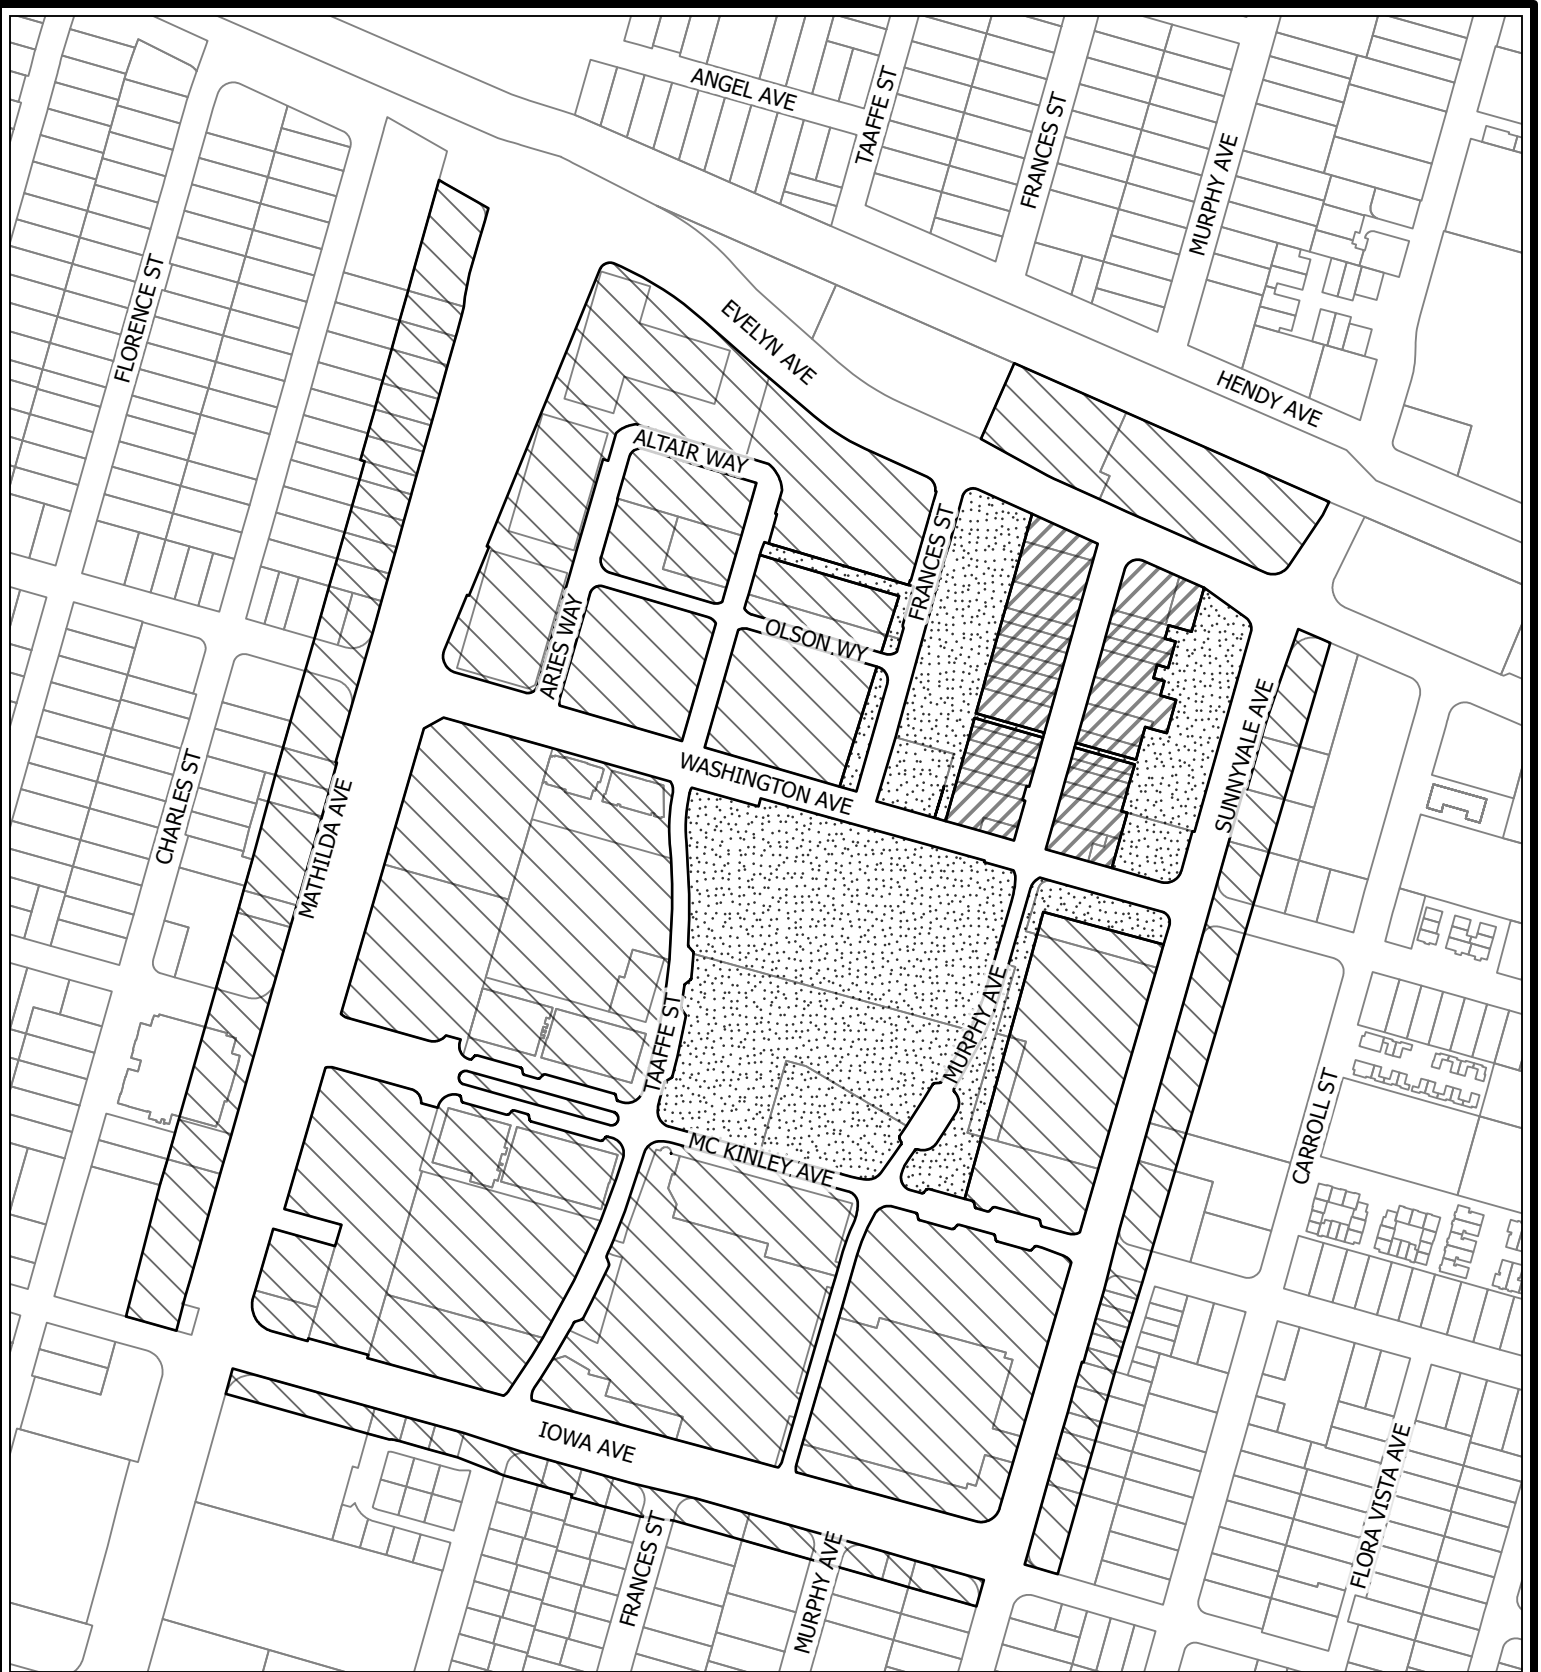 ANGEL AVE
TAAFFE ST
FRANCES ST
MURPHY AVE
FLORENCE ST
EVELYN AVE
HENDY AVE
ALTAIR WAY
FRANCES ST
ARIES WAY
OLSON WY
SUNNYVALE AVE
CHARLES ST
MATHILDA AVE
WASHINGTON AVE
TAAFFE ST
MURPHY AVE
CARROLL ST
MC KINLEY AVE
IOWA AVE
FRANCES ST
MURPHY AVE
FLORA VISTA AVE